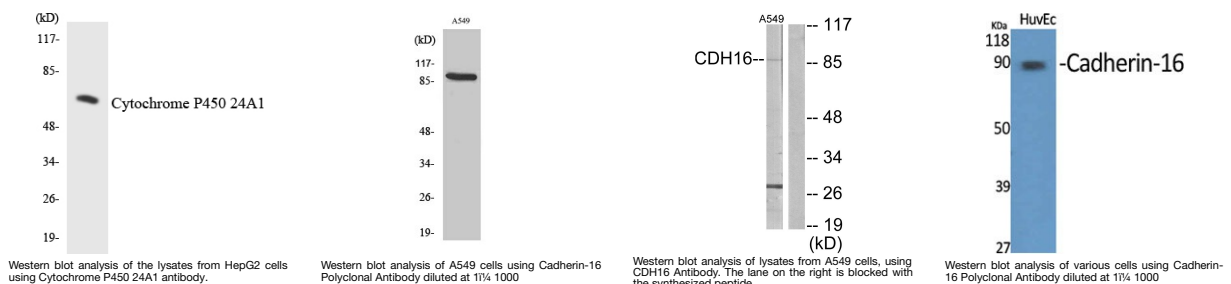 (kD)
117-
85-
Cytochrome P450 24A1
48-
34-
26-
19-
Western blot analysis of the lysates from HepG2 cells
using Cytochrome P450 24A1 antibody.
A549
(kD)
117-
85-
48-
34-
26-
19-
Western blot analysis of A549 cells using Cadherin-16
Polyclonal Antibody diluted at 1ï¼ 1000
A549
-- 117
CDH16--
-- 85
-- 48
-- 34
-- 26
-- 19
(kD)
Western blot analysis of lysates from A549 cells, using
CDH16 Antibody. The lane on the right is blocked with
the synthesized peptide
HuvEc
KDa
118
90
-Cadherin-16
50
39
27
Western blot analysis of various cells using Cadherin-
16 Polyclonal Antibody diluted at 1ï¼ 1000